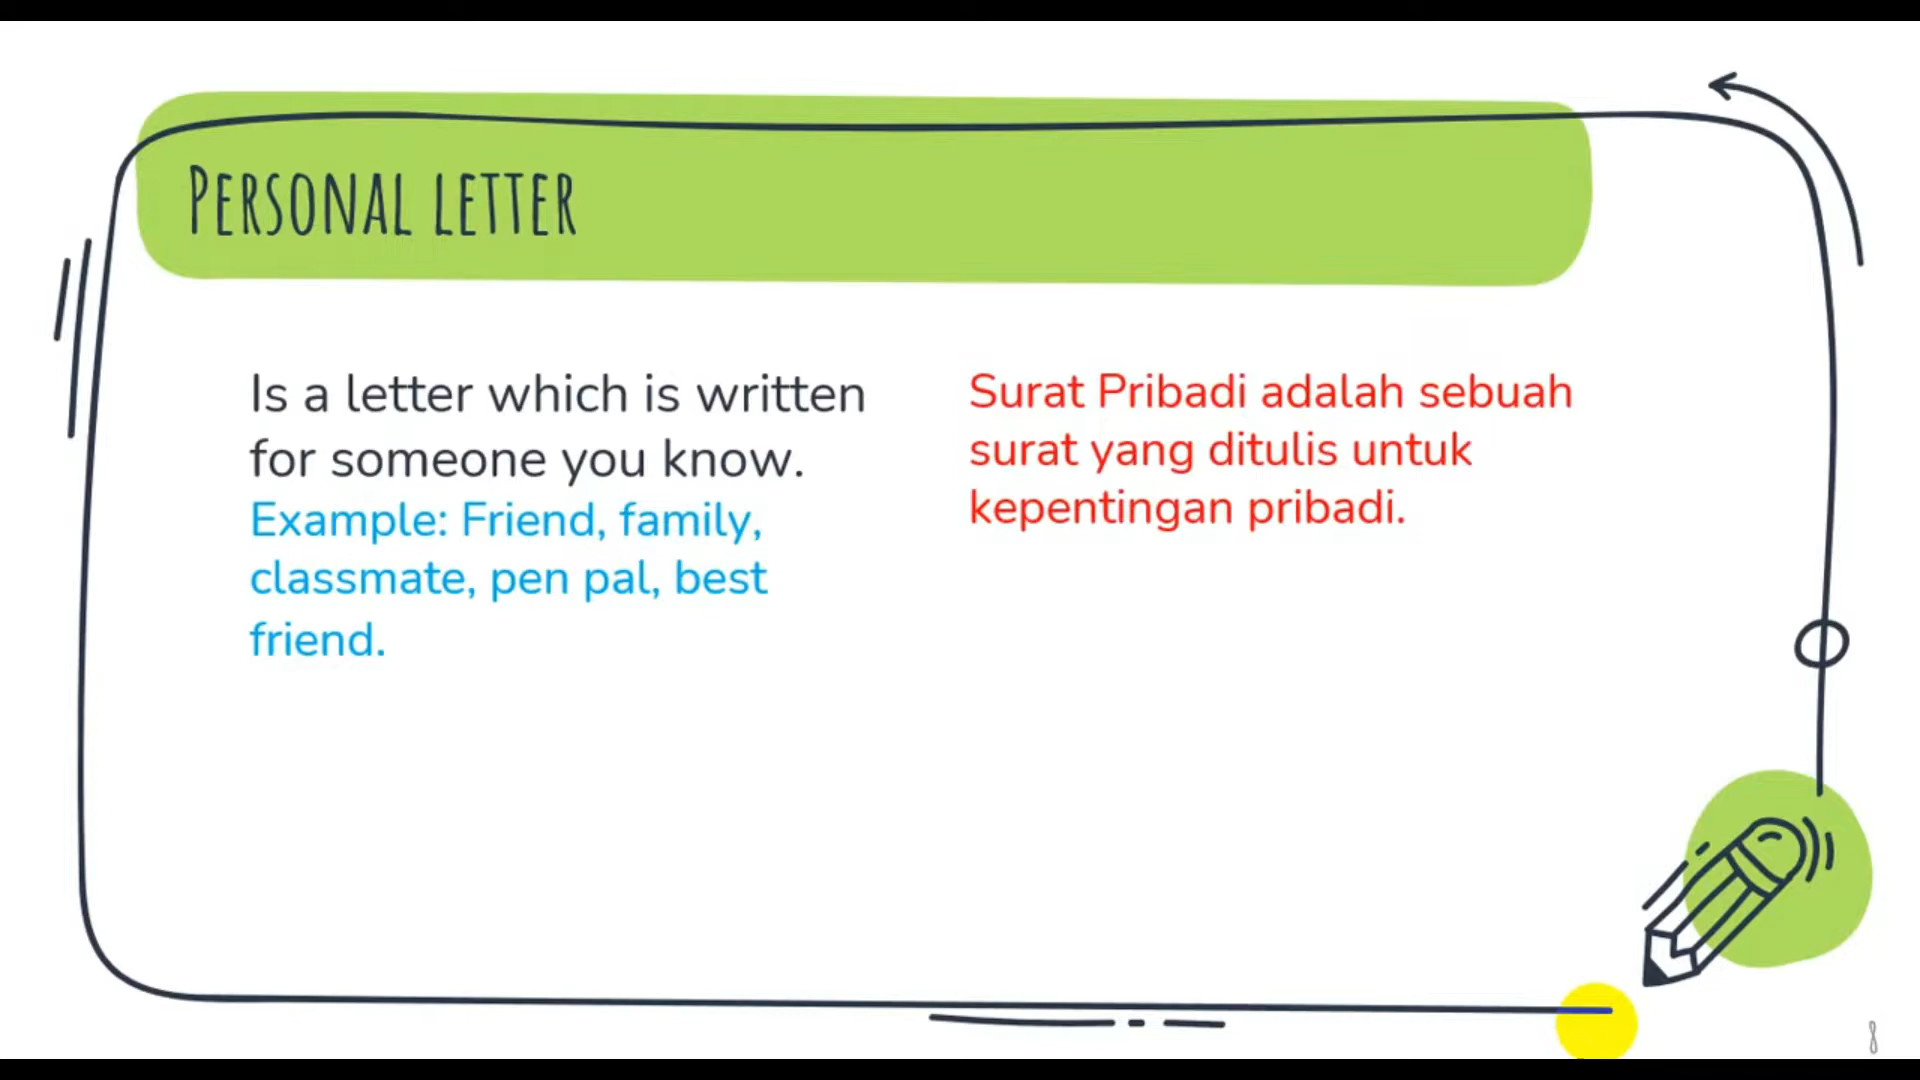 PERSONAL LETTER
Is a letter which is written
for someone you know.
Example: Friend, family,
classmate, pen pal, best
friend.
Surat Pribadi adalah sebuah
surat yang ditulis untuk
kepentingan pribadi.
8